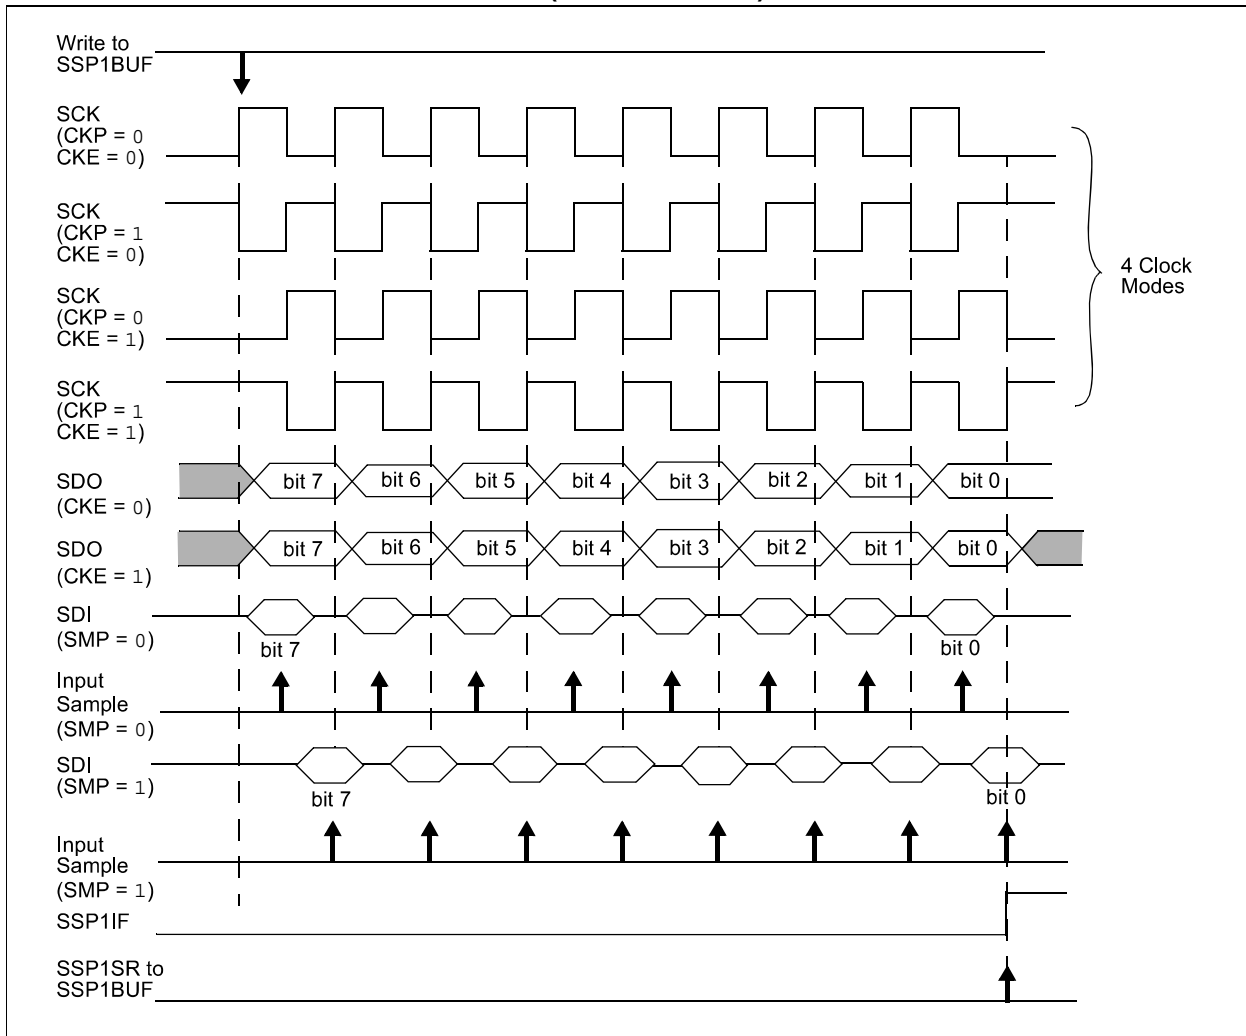 Write to
SSP1BUF
SCK
(CKP = 0
CKE = 0)
SCK
(CKP = 1
CKE = 0)
SCK
(CKP = 0
CKE = 1)
SCK
(CKP = 1
CKE = 1)
4 Clock
Modes
SDO
(CKE = 0)
bit 7 bit 6 bit 5 bit 4 bit 3 bit 2 bit 1 bit 0
SDO
(CKE = 1)
bit 7 bit 6 bit 5 bit 4 bit 3 bit 2 bit 1 bit 0
SDI
(SMP = 0)
bit 7 bit 0
Input
Sample
(SMP = 0)
SDI
(SMP = 1)
bit 7 bit 0
Input
Sample
(SMP = 1)
SSP1IF
SSP1SR to
SSP1BUF